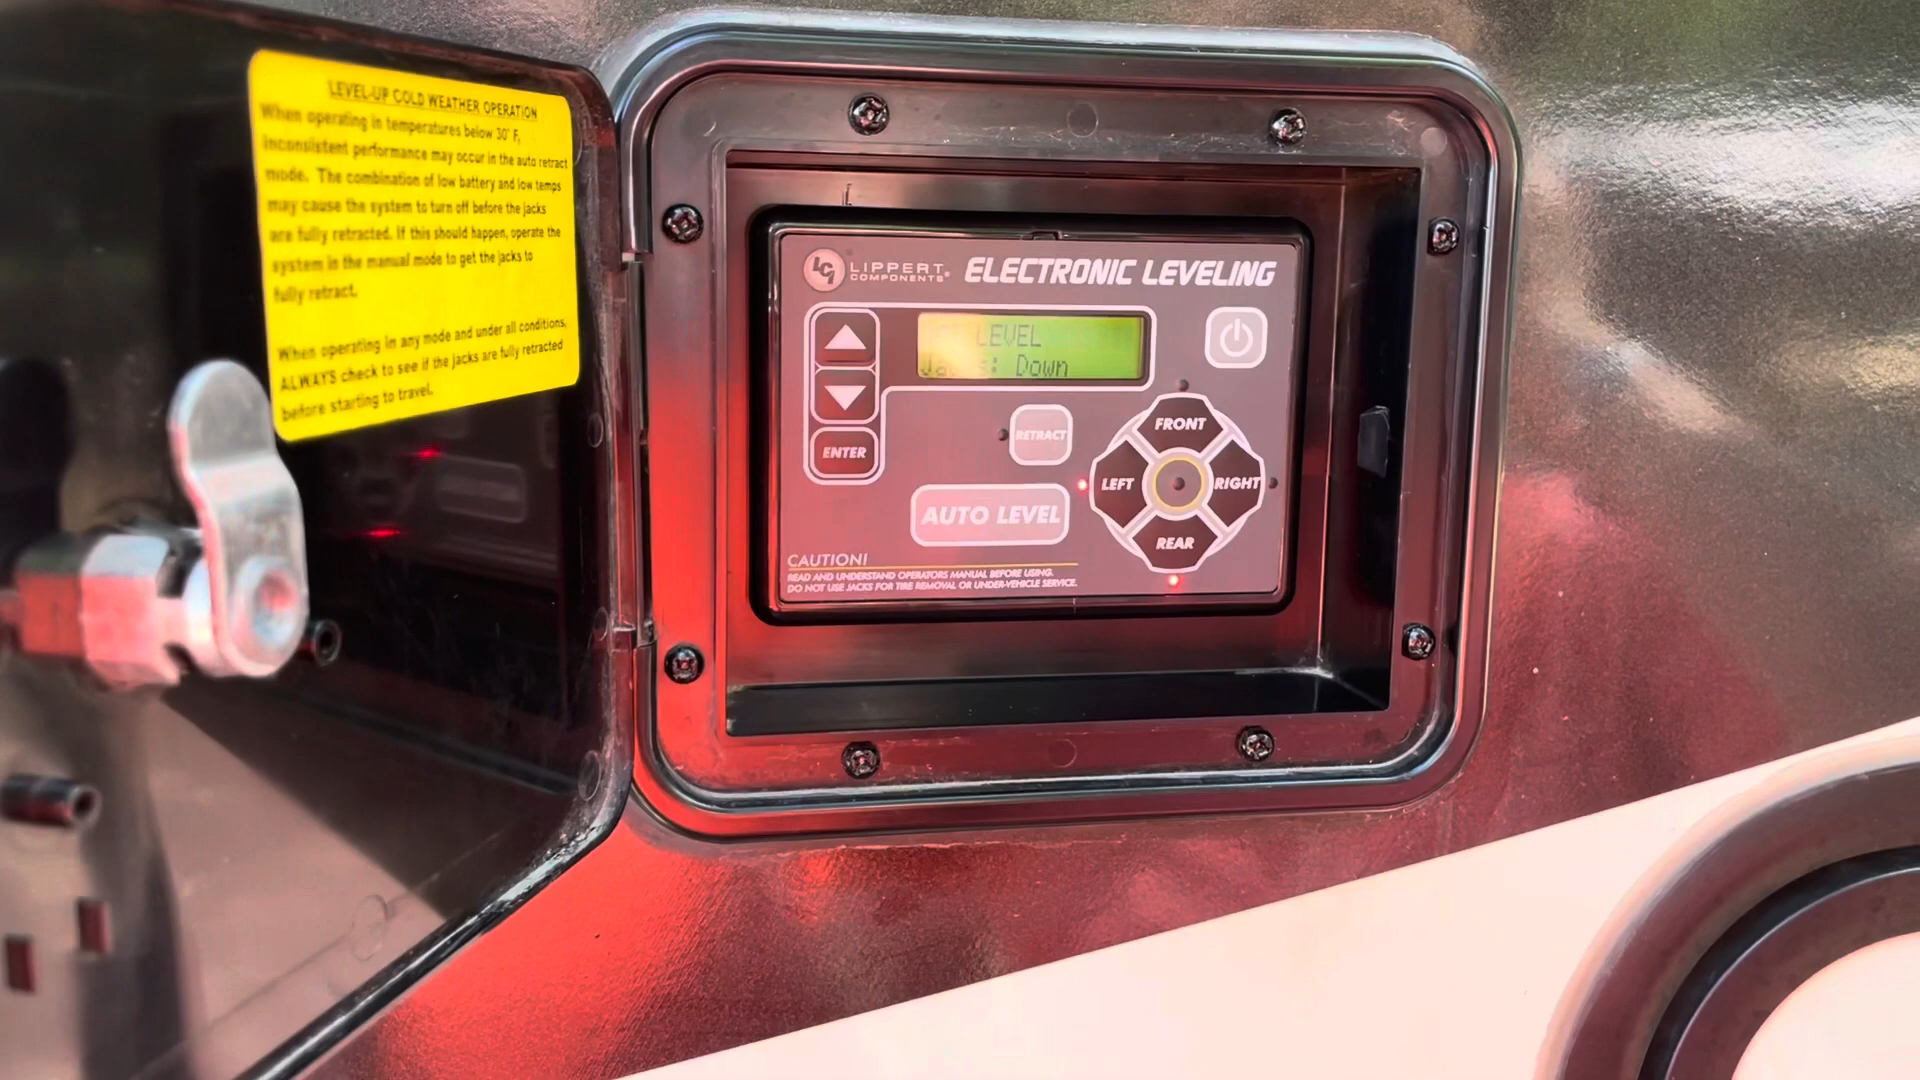 LEVEL-UP COLD WEATHER OPERATION
When operating in temperatures below 30° F,
inconsistent performance may occur in the auto retract
mode. The combination of low battery and low temps
may cause the system to turn off before the jacks
are fully retracted. If this should happen, operate the
system in the manual mode to get the jacks to
fully retract.
When operating in any mode and under all conditions,
ALWAYS check to see if the jacks are fully retracted
before starting to travel.
LCI LIPPERT COMPONENTS® ELECTRONIC LEVELING
LEVEL
Down
ENTER
RETRACT
AUTO LEVEL
FRONT
LEFT
RIGHT
REAR
CAUTION!
READ AND UNDERSTAND OPERATORS MANUAL BEFORE USING.
DO NOT USE JACKS FOR TIRE REMOVAL OR UNDER-VEHICLE SERVICE.